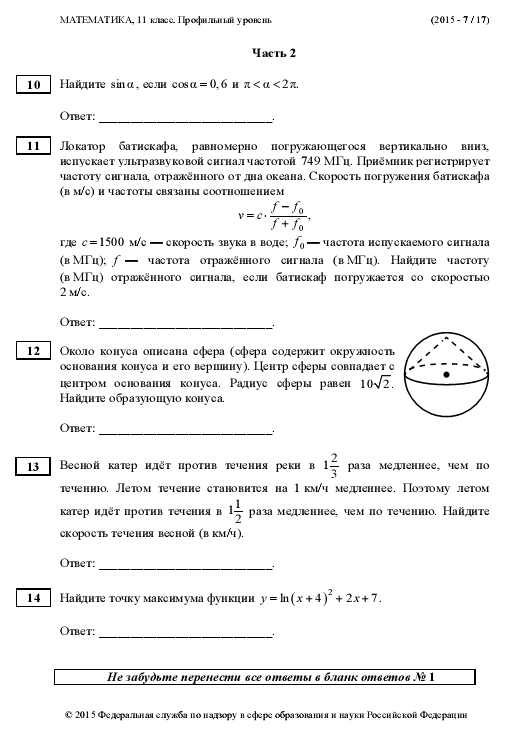 МАТЕМАТИКА, 11 класс. Профильный уровень (2015 - 7 / 17)
Часть 2
10 Найдите sin α, если cos α = 0,6 и π < α < 2π.
Ответ: ___________________________.
11 Локатор батискафа, равномерно погружающегося вертикально вниз,
испускает ультразвуковой сигнал частотой 749 МГц. Приёмник регистрирует
частоту сигнала, отражённого от дна океана. Скорость погружения батискафа
(в м/с) и частоты связаны соотношением
v = c · (f − f₀)/(f + f₀),
где c = 1500 м/с — скорость звука в воде; f₀ — частота испускаемого сигнала
(в МГц); f — частота отражённого сигнала (в МГц). Найдите частоту
(в МГц) отражённого сигнала, если батискаф погружается со скоростью
2 м/с.
Ответ: ___________________________.
12 Около конуса описана сфера (сфера содержит окружность
основания конуса и его вершину). Центр сферы совпадает с
центром основания конуса. Радиус сферы равен 10√2.
Найдите образующую конуса.
Ответ: ___________________________.
13 Весной катер идёт против течения реки в 1 2/3 раза медленнее, чем по
течению. Летом течение становится на 1 км/ч медленнее. Поэтому летом
катер идёт против течения в 1 1/2 раза медленнее, чем по течению. Найдите
скорость течения весной (в км/ч).
Ответ: ___________________________.
14 Найдите точку максимума функции y = ln(x + 4)² + 2x + 7.
Ответ: ___________________________.
Не забудьте перенести все ответы в бланк ответов № 1
© 2015 Федеральная служба по надзору в сфере образования и науки Российской Федерации